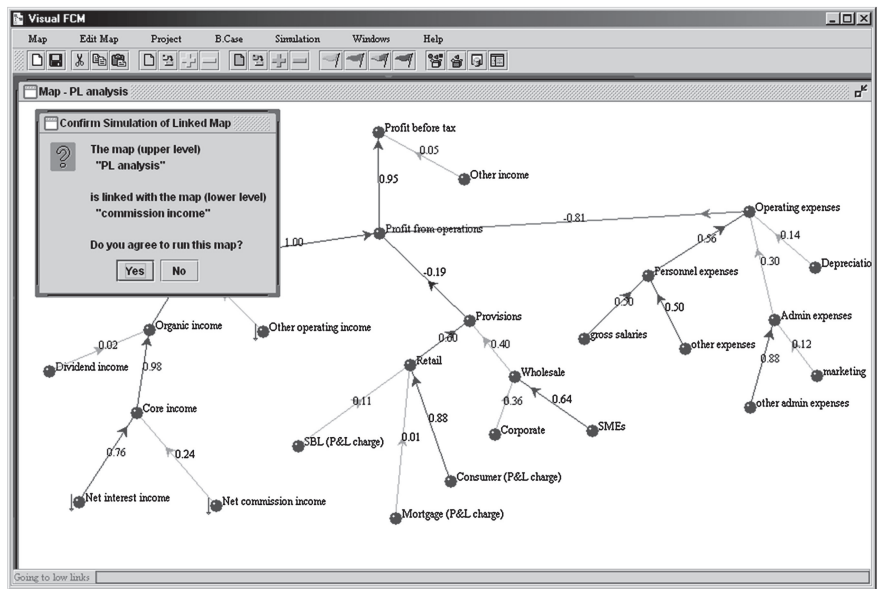 Visual FCM
Map Edit Map Project B.Case Simulation Windows Help
Map - PL analysis
Confirm Simulation of Linked Map
The map (upper level)
"PL analysis"
is linked with the map (lower level)
"commission income"
Do you agree to run this map?
Yes No
Profit before tax
0.05
Other income
0.95
Profit from operations
1.00
-0.81
Operating expenses
0.56
0.14
0.30
Depreciatio
Personnel expenses
0.50
0.50
gross salaries
other expenses
Admin expenses
0.12
0.88
marketing
other admin expenses
-0.19
Provisions
0.60
0.40
Retail
Wholesale
0.36
0.64
Corporate
SMEs
0.11
0.01
0.88
SBL (P&L charge)
Consumer (P&L charge)
Mortgage (P&L charge)
Organic income
Other operating income
0.02
Dividend income
0.98
Core income
0.76
0.24
Net interest income
Net commission income
Going to low links